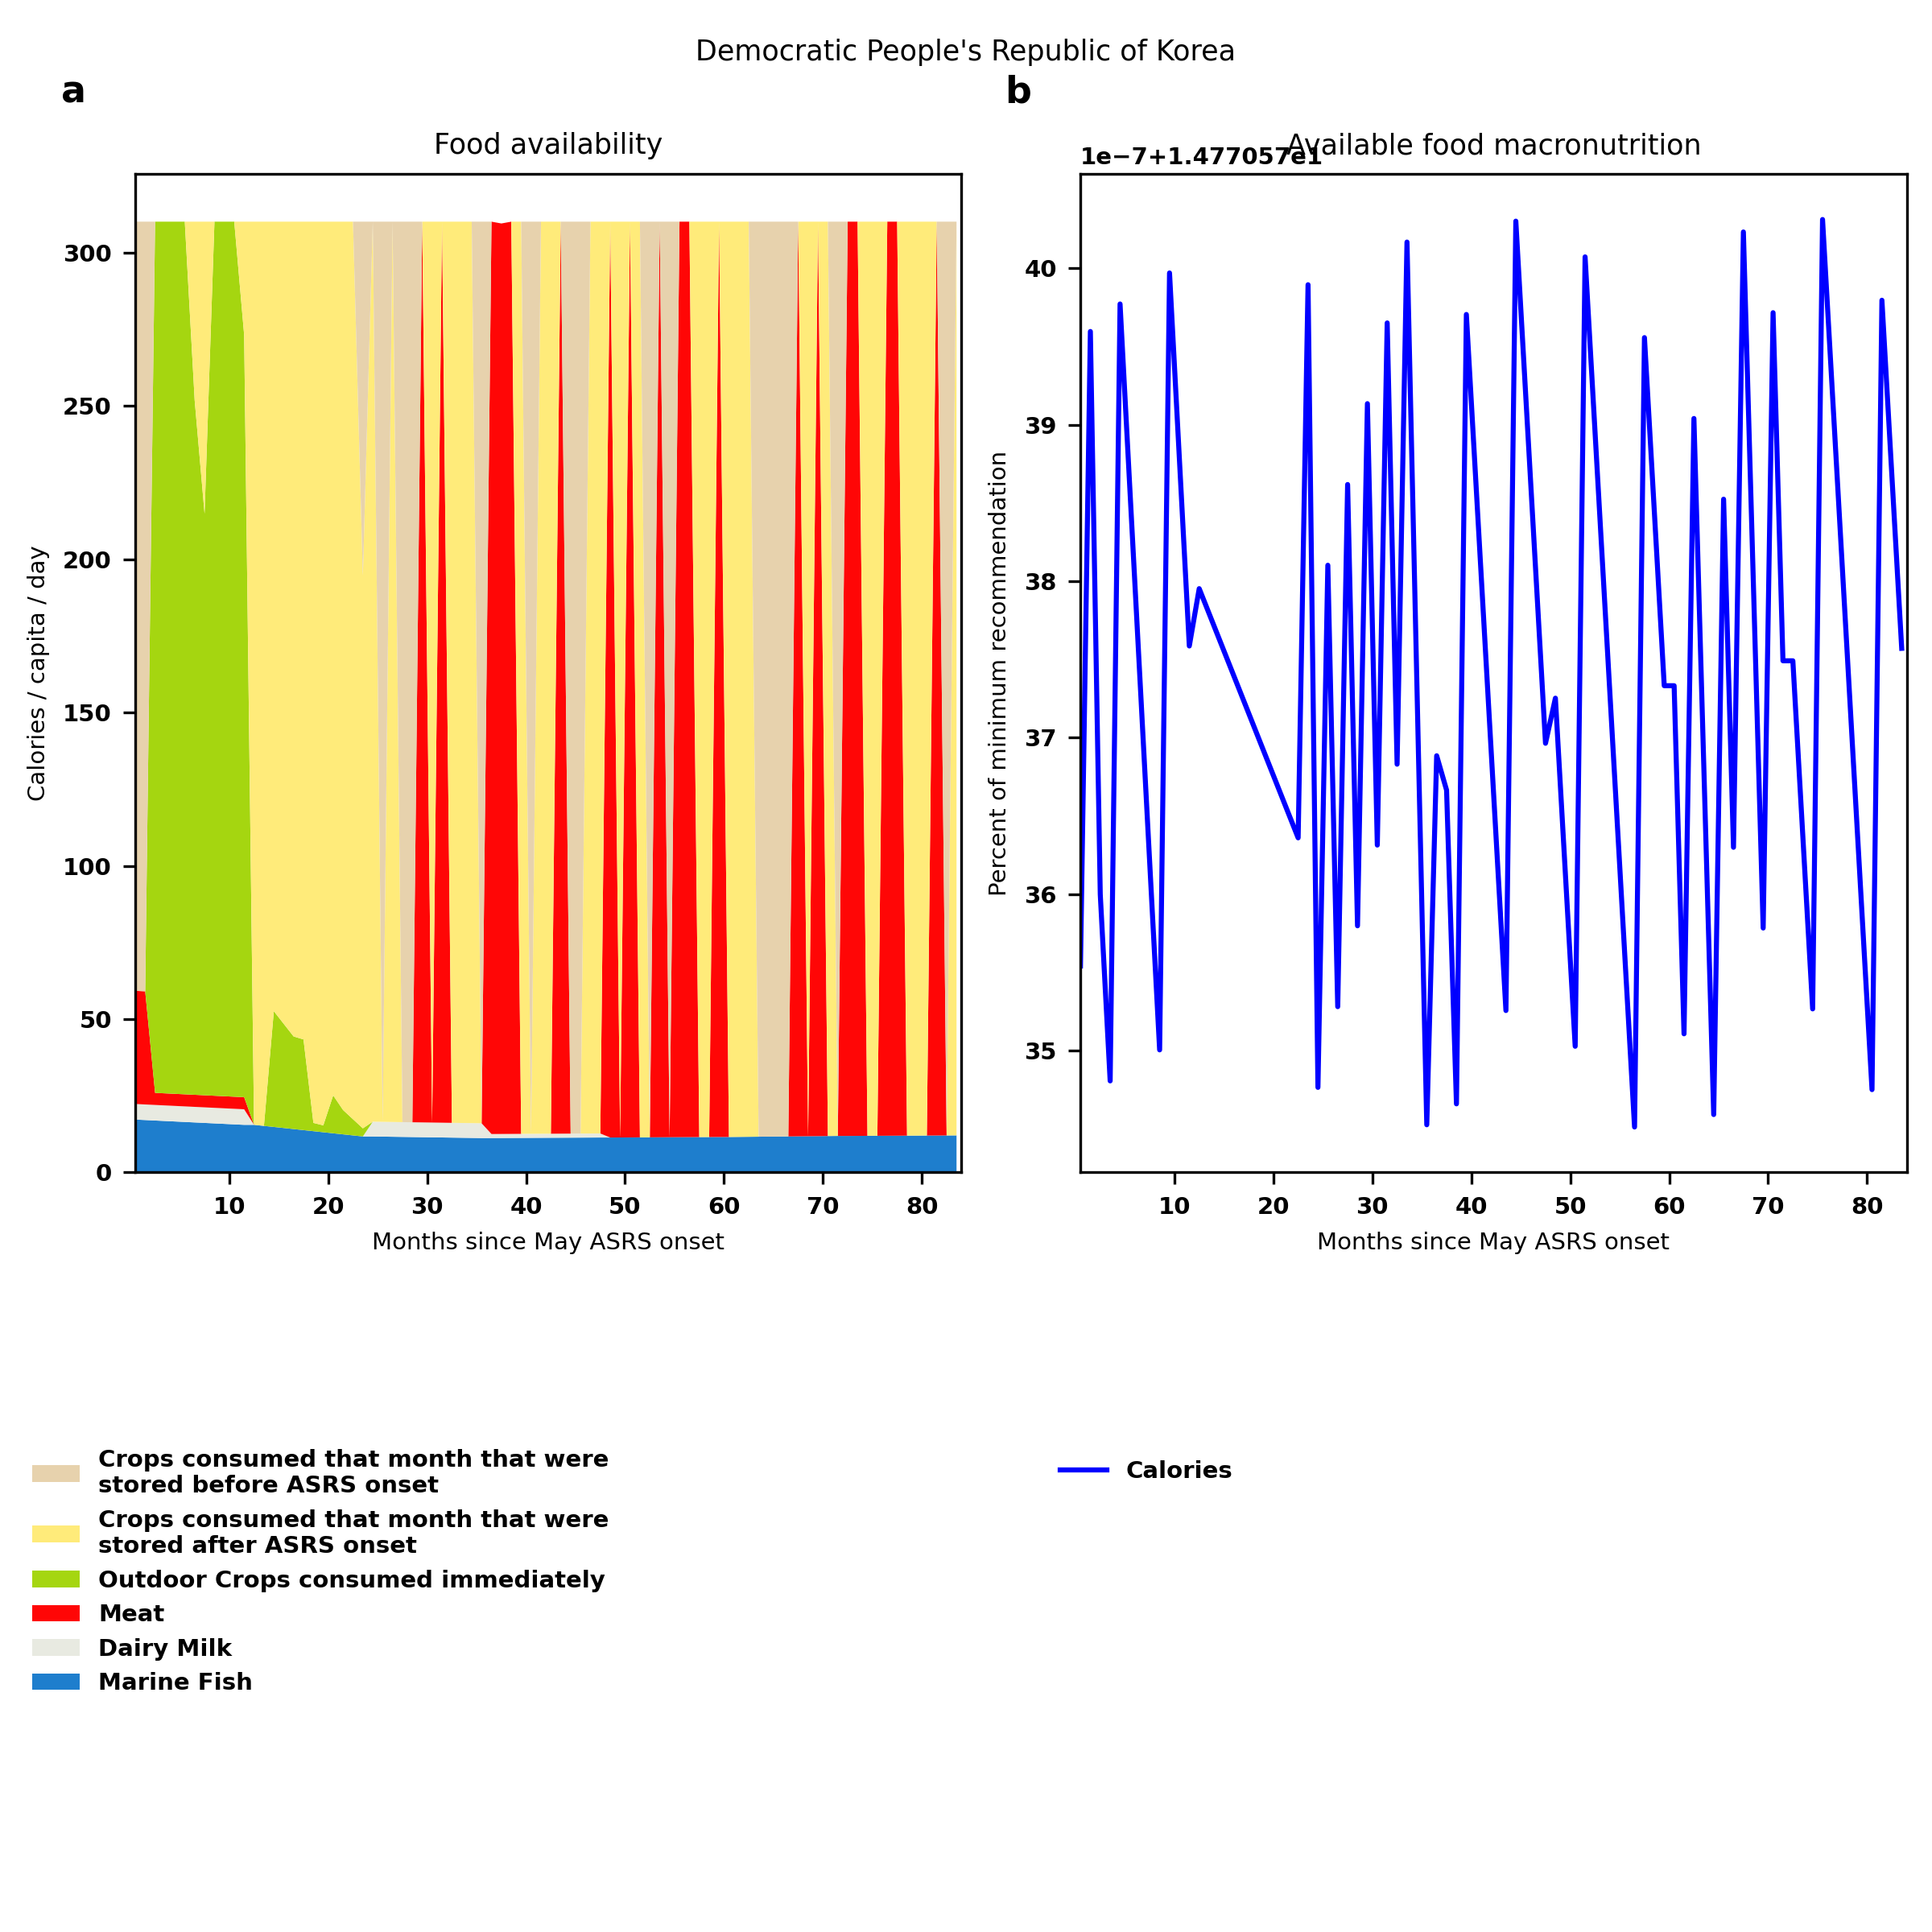 Democratic People's Republic of Korea
a
b
Food availability
Available food macronutrition
1e−7+1.477057e1
300
250
200
150
100
50
0
Calories / capita / day
10 20 30 40 50 60 70 80
Months since May ASRS onset
40
39
38
37
36
35
Percent of minimum recommendation
10 20 30 40 50 60 70 80
Months since May ASRS onset
Crops consumed that month that were
stored before ASRS onset
Crops consumed that month that were
stored after ASRS onset
Outdoor Crops consumed immediately
Meat
Dairy Milk
Marine Fish
Calories